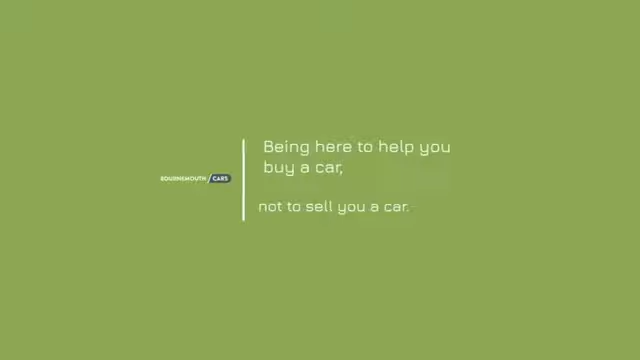 BOURNEMOUTH/CARS
Being here to help you
buy a car,
not to sell you a car.